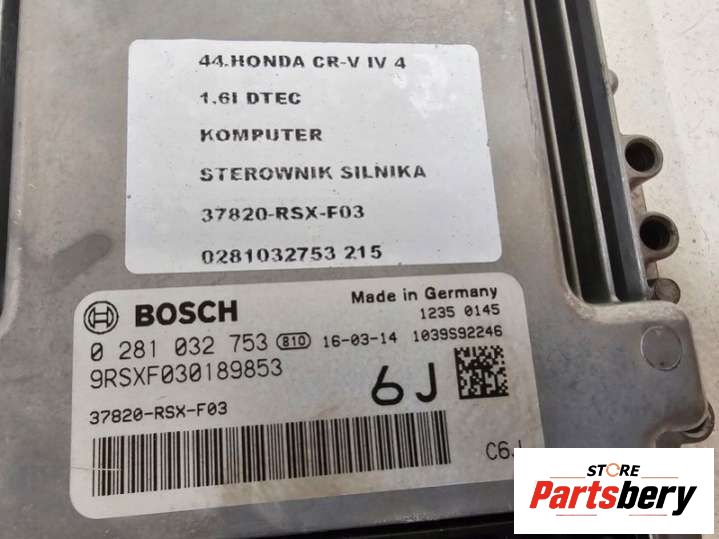 44.HONDA CR-V IV 4
1.6I DTEC
KOMPUTER
STEROWNIK SILNIKA
37820-RSX-F03
0281032753 215
BOSCH
Made in Germany
1235 0145
0 281 032 753 810 16-03-14 1039S92246
9RSXF030189853
6J
37820-RSX-F03
C6J
STORE
Partsbery